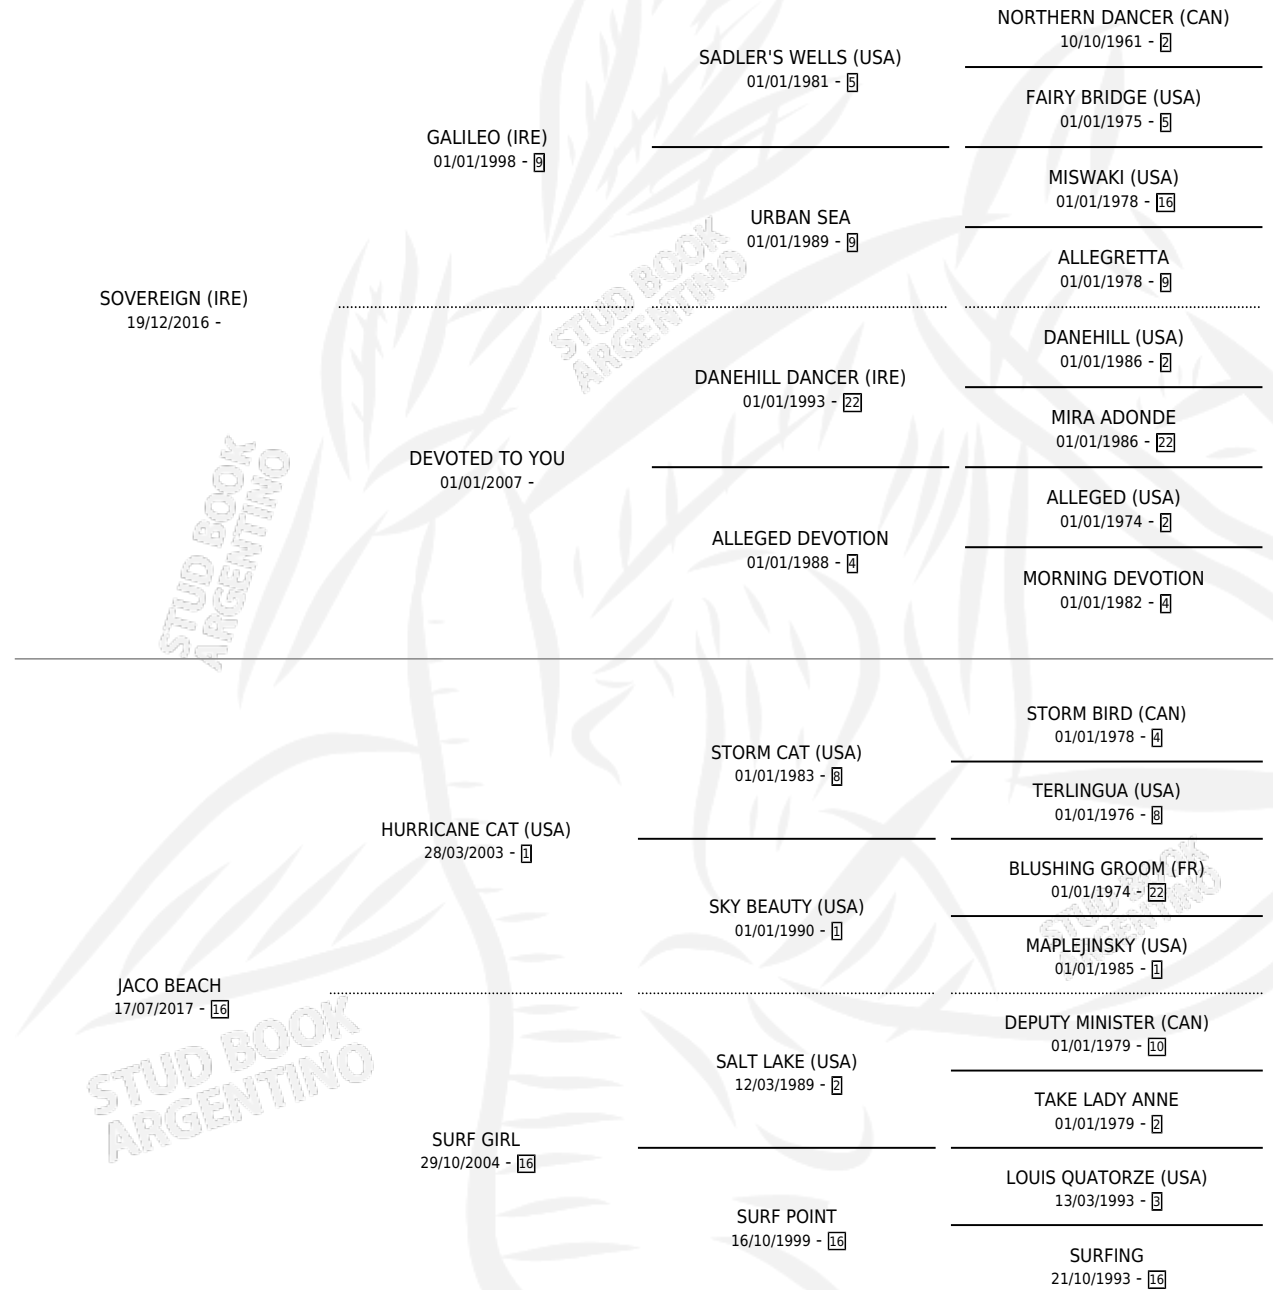 NORTHERN DANCER (CAN)
10/10/1961 - 2
SADLER'S WELLS (USA)
01/01/1981 - 5
FAIRY BRIDGE (USA)
01/01/1975 - 5
GALILEO (IRE)
01/01/1998 - 9
MISWAKI (USA)
01/01/1978 - 16
URBAN SEA
01/01/1989 - 9
ALLEGRETTA
01/01/1978 - 9
SOVEREIGN (IRE)
19/12/2016 -
DANEHILL (USA)
01/01/1986 - 2
DANEHILL DANCER (IRE)
01/01/1993 - 22
MIRA ADONDE
01/01/1986 - 22
DEVOTED TO YOU
01/01/2007 -
ALLEGED (USA)
01/01/1974 - 2
ALLEGED DEVOTION
01/01/1988 - 4
MORNING DEVOTION
01/01/1982 - 4
STORM BIRD (CAN)
01/01/1978 - 4
STORM CAT (USA)
01/01/1983 - 8
TERLINGUA (USA)
01/01/1976 - 8
HURRICANE CAT (USA)
28/03/2003 - 1
BLUSHING GROOM (FR)
01/01/1974 - 22
SKY BEAUTY (USA)
01/01/1990 - 1
MAPLEJINSKY (USA)
01/01/1985 - 1
JACO BEACH
17/07/2017 - 16
DEPUTY MINISTER (CAN)
01/01/1979 - 10
SALT LAKE (USA)
12/03/1989 - 2
TAKE LADY ANNE
01/01/1979 - 2
SURF GIRL
29/10/2004 - 16
LOUIS QUATORZE (USA)
13/03/1993 - 3
SURF POINT
16/10/1999 - 16
SURFING
21/10/1993 - 16
STUD BOOK
ARGENTINO
STUD BOOK
ARGENTINO
STUD BOOK
ARGENTINO
STUD BOOK
ARGENTINO